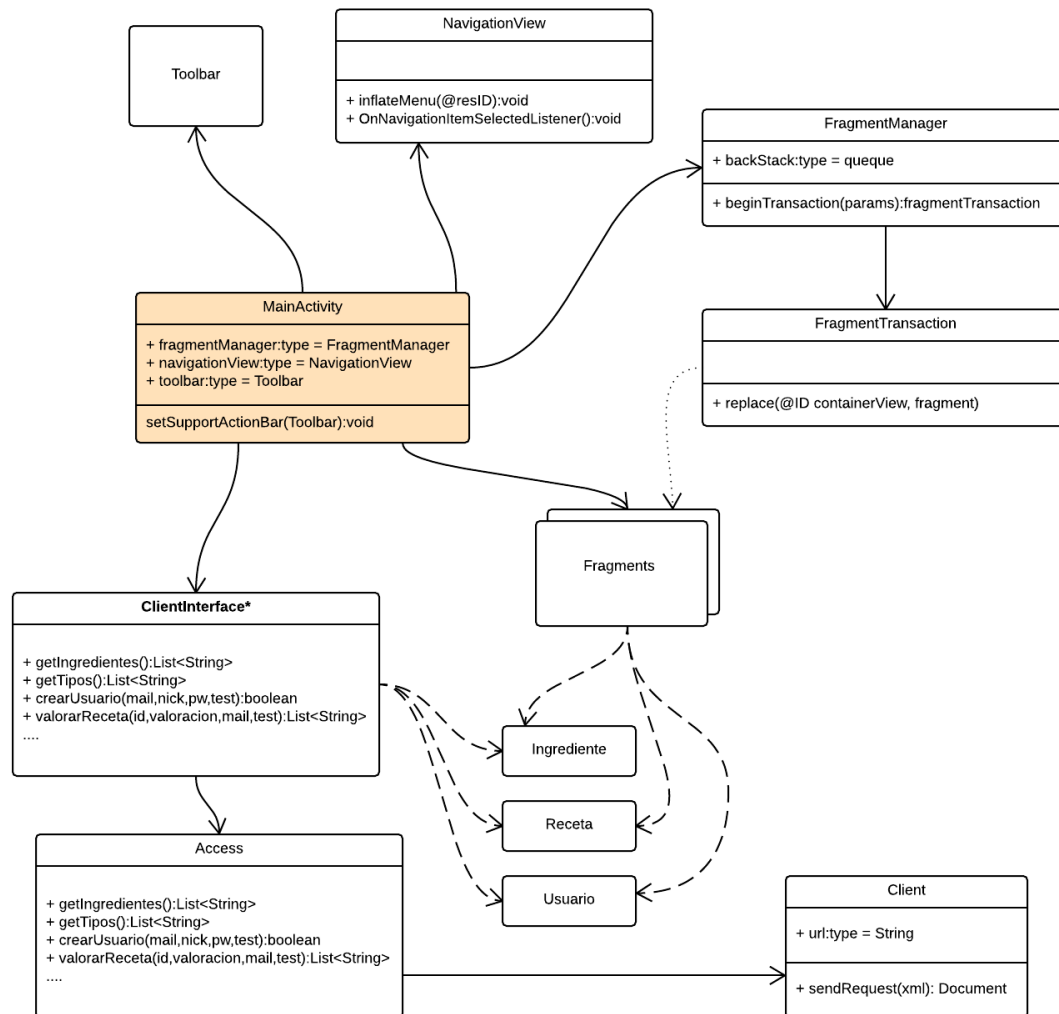 NavigationView
+ inflateMenu(@resID):void
+ OnNavigationItemSelectedListener():void
Toolbar
FragmentManager
+ backStack:type = queque
+ beginTransaction(params):fragmentTransaction
MainActivity
+ fragmentManager:type = FragmentManager
+ navigationView:type = NavigationView
+ toolbar:type = Toolbar
setSupportActionBar(Toolbar):void
FragmentTransaction
+ replace(@ID containerView, fragment)
Fragments
ClientInterface*
+ getIngredientes():List<String>
+ getTipos():List<String>
+ crearUsuario(mail,nick,pw,test):boolean
+ valorarReceta(id,valoracion,mail,test):List<String>
....
Ingrediente
Receta
Usuario
Access
+ getIngredientes():List<String>
+ getTipos():List<String>
+ crearUsuario(mail,nick,pw,test):boolean
+ valorarReceta(id,valoracion,mail,test):List<String>
....
Client
+ url:type = String
+ sendRequest(xml): Document